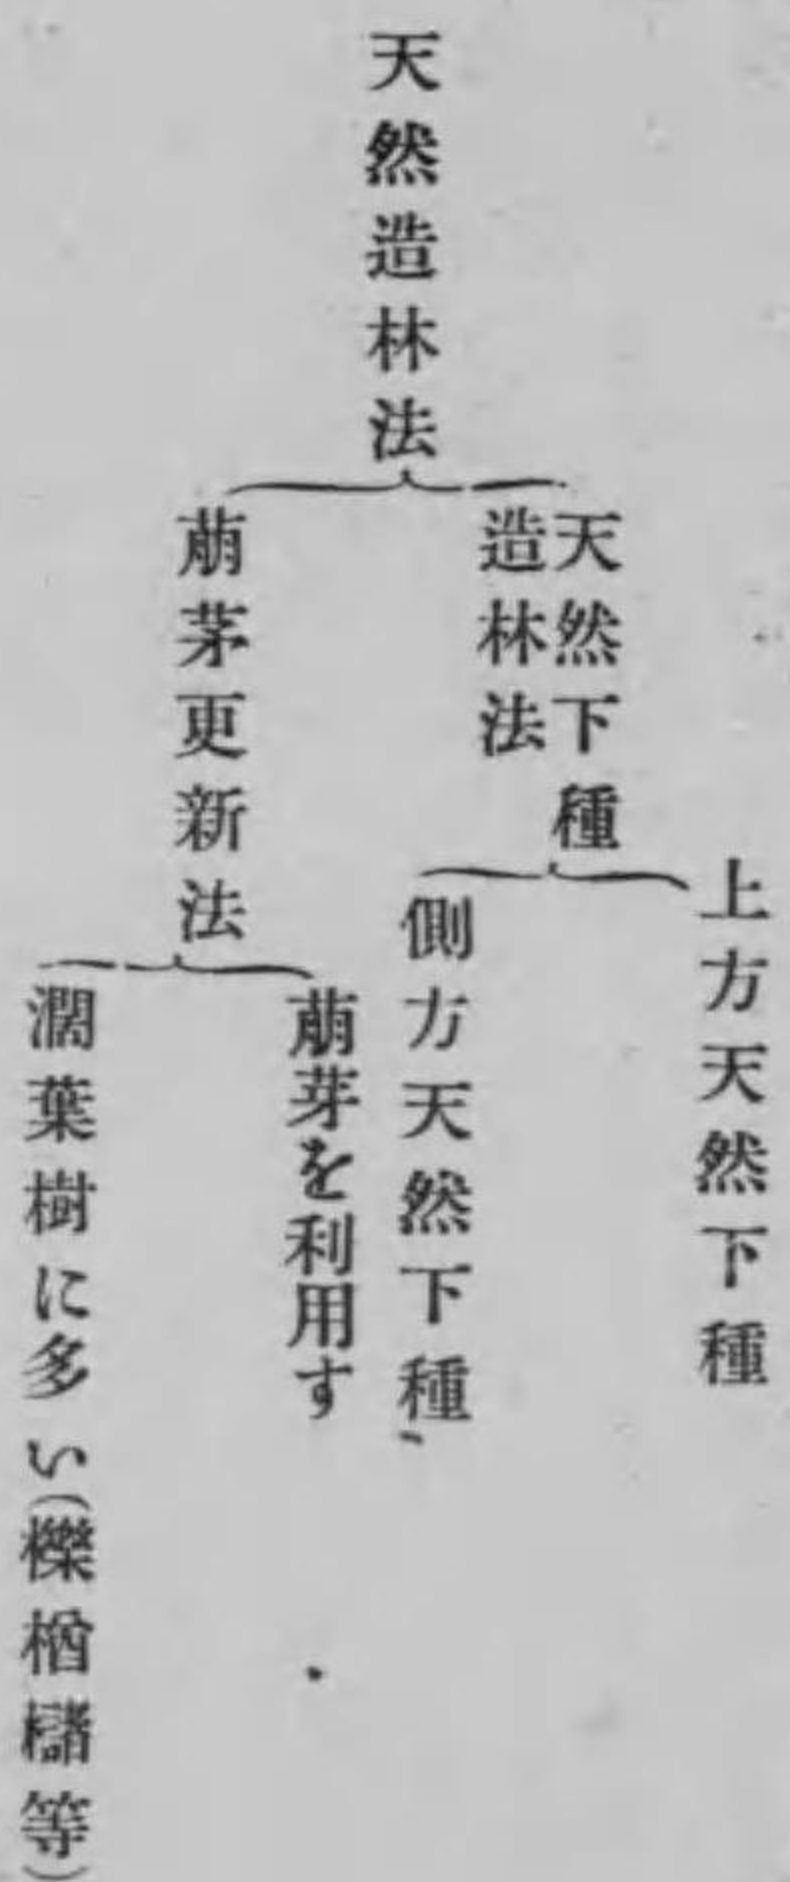 天然造林法
天然下種
造林法
上方天然下種
側方天然下種
萠茅更新法
萠芽を利用す
濶葉樹に多い(櫟楢櫧等)